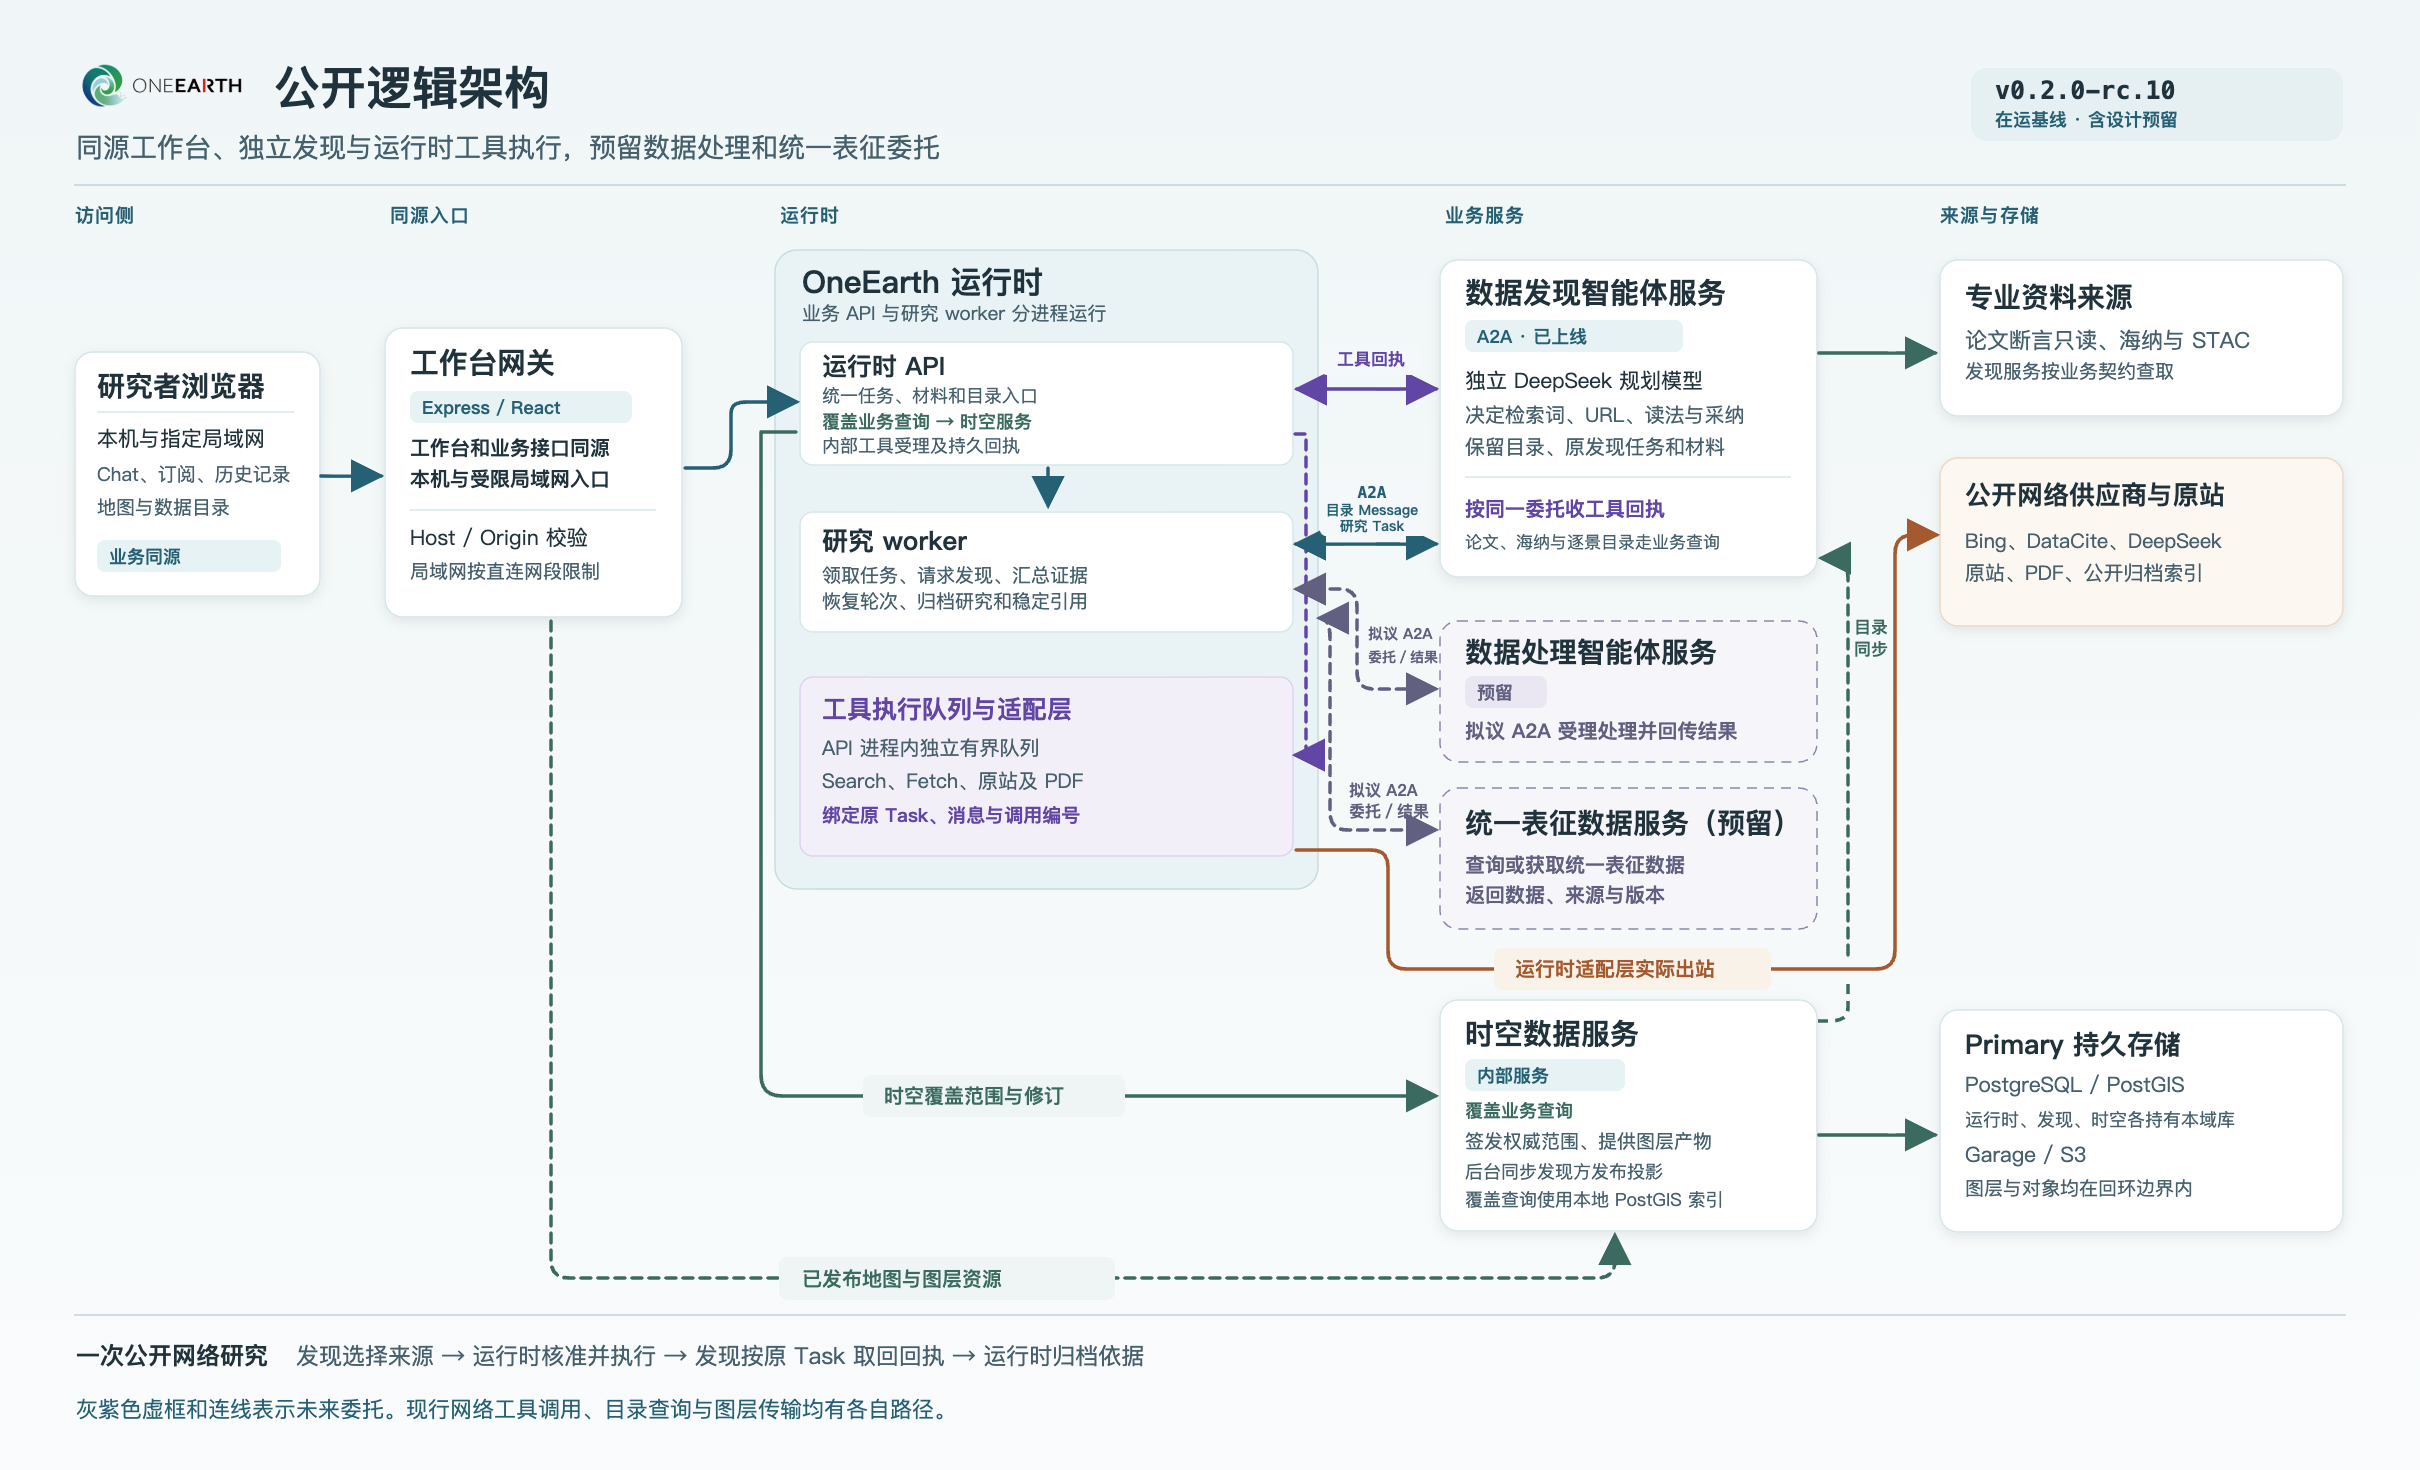 ONEEARTH 公开逻辑架构
v0.2.0-rc.10
在运基线 · 含设计预留
同源工作台、独立发现与运行时工具执行，预留数据处理和统一表征委托
访问侧
同源入口
运行时
业务服务
来源与存储
研究者浏览器
本机与指定局域网
Chat、订阅、历史记录
地图与数据目录
业务同源
工作台网关
Express / React
工作台和业务接口同源
本机与受限局域网入口
Host / Origin 校验
局域网按直连网段限制
OneEarth 运行时
业务 API 与研究 worker 分进程运行
运行时 API
统一任务、材料和目录入口
覆盖业务查询 → 时空服务
内部工具受理及持久回执
研究 worker
领取任务、请求发现、汇总证据
恢复轮次、归档研究和稳定引用
工具执行队列与适配层
API 进程内独立有界队列
Search、Fetch、原站及 PDF
绑定原 Task、消息与调用编号
工具回执
A2A
目录 Message
研究 Task
拟议 A2A
委托 / 结果
拟议 A2A
委托 / 结果
数据发现智能体服务
A2A · 已上线
独立 DeepSeek 规划模型
决定检索词、URL、读法与采纳
保留目录、原发现任务和材料
按同一委托收工具回执
论文、海纳与逐景目录走业务查询
数据处理智能体服务
预留
拟议 A2A 受理处理并回传结果
统一表征数据服务（预留）
查询或获取统一表征数据
返回数据、来源与版本
目录
同步
运行时适配层实际出站
时空数据服务
内部服务
覆盖业务查询
签发权威范围、提供图层产物
后台同步发现方发布投影
覆盖查询使用本地 PostGIS 索引
专业资料来源
论文断言只读、海纳与 STAC
发现服务按业务契约查取
公开网络供应商与原站
Bing、DataCite、DeepSeek
原站、PDF、公开归档索引
Primary 持久存储
PostgreSQL / PostGIS
运行时、发现、时空各持有本域库
Garage / S3
图层与对象均在回环边界内
时空覆盖范围与修订
已发布地图与图层资源
一次公开网络研究 发现选择来源 → 运行时核准并执行 → 发现按原 Task 取回回执 → 运行时归档依据
灰紫色虚框和连线表示未来委托。现行网络工具调用、目录查询与图层传输均有各自路径。